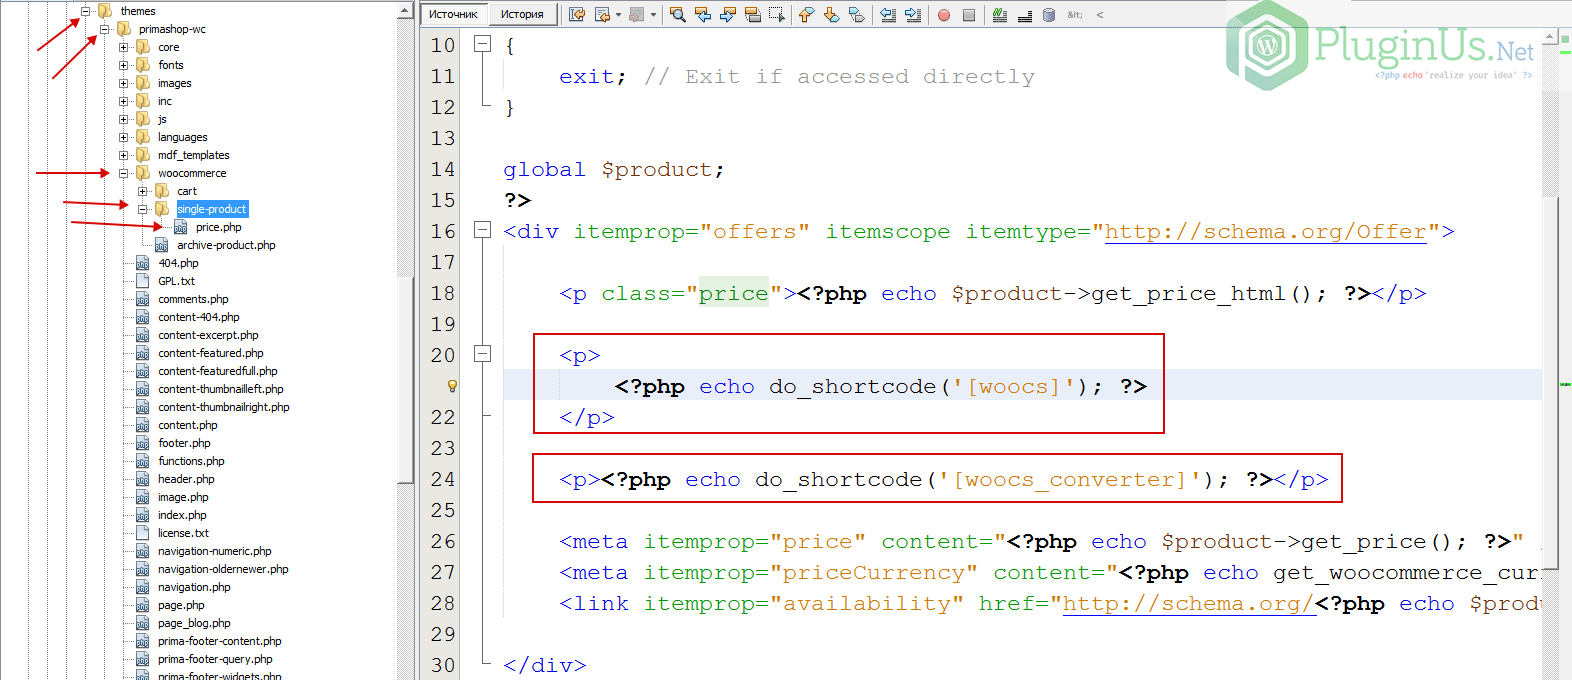 themes
primashop-wc
core
fonts
images
inc
js
languages
mdf_templates
woocommerce
cart
single-product
price.php
archive-product.php
404.php
GPL.txt
comments.php
content-404.php
content-excerpt.php
content-featured.php
content-featuredfull.php
content-thumbnailleft.php
content-thumbnailright.php
content.php
footer.php
functions.php
header.php
image.php
index.php
license.txt
navigation-numeric.php
navigation-oldernewer.php
navigation.php
page.php
page_blog.php
prima-footer-content.php
prima-footer-query.php
prima-footer-widgets.php
Источник История &lt; <
PluginUs.Net
<?php echo 'realize your idea' ?>
10 {
11 exit; // Exit if accessed directly
12 }
13
14 global $product;
15 ?>
16 <div itemprop="offers" itemscope itemtype="http://schema.org/Offer">
17
18 <p class="price"><?php echo $product->get_price_html(); ?></p>
19
20 <p>
<?php echo do_shortcode('[woocs]'); ?>
22 </p>
23
24 <p><?php echo do_shortcode('[woocs_converter]'); ?></p>
25
26 <meta itemprop="price" content="<?php echo $product->get_price(); ?>"
27 <meta itemprop="priceCurrency" content="<?php echo get_woocommerce_cur
28 <link itemprop="availability" href="http://schema.org/<?php echo $prod
29
30 </div>